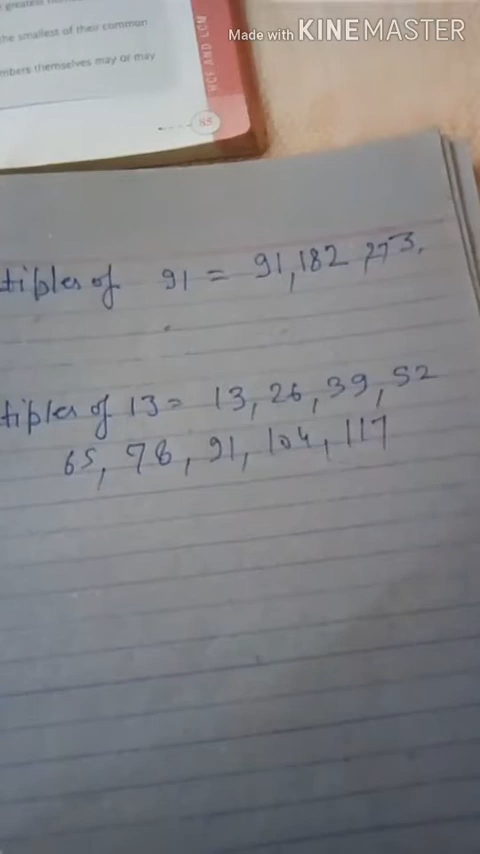 greatest
Made with KINEMASTER
the smallest of their common
mbers themselves may or may
HCF AND LCM
85
tiples of 91 = 91, 182, 273.
tiples of 13 = 13, 26, 39, 52
65, 78, 91, 104, 117